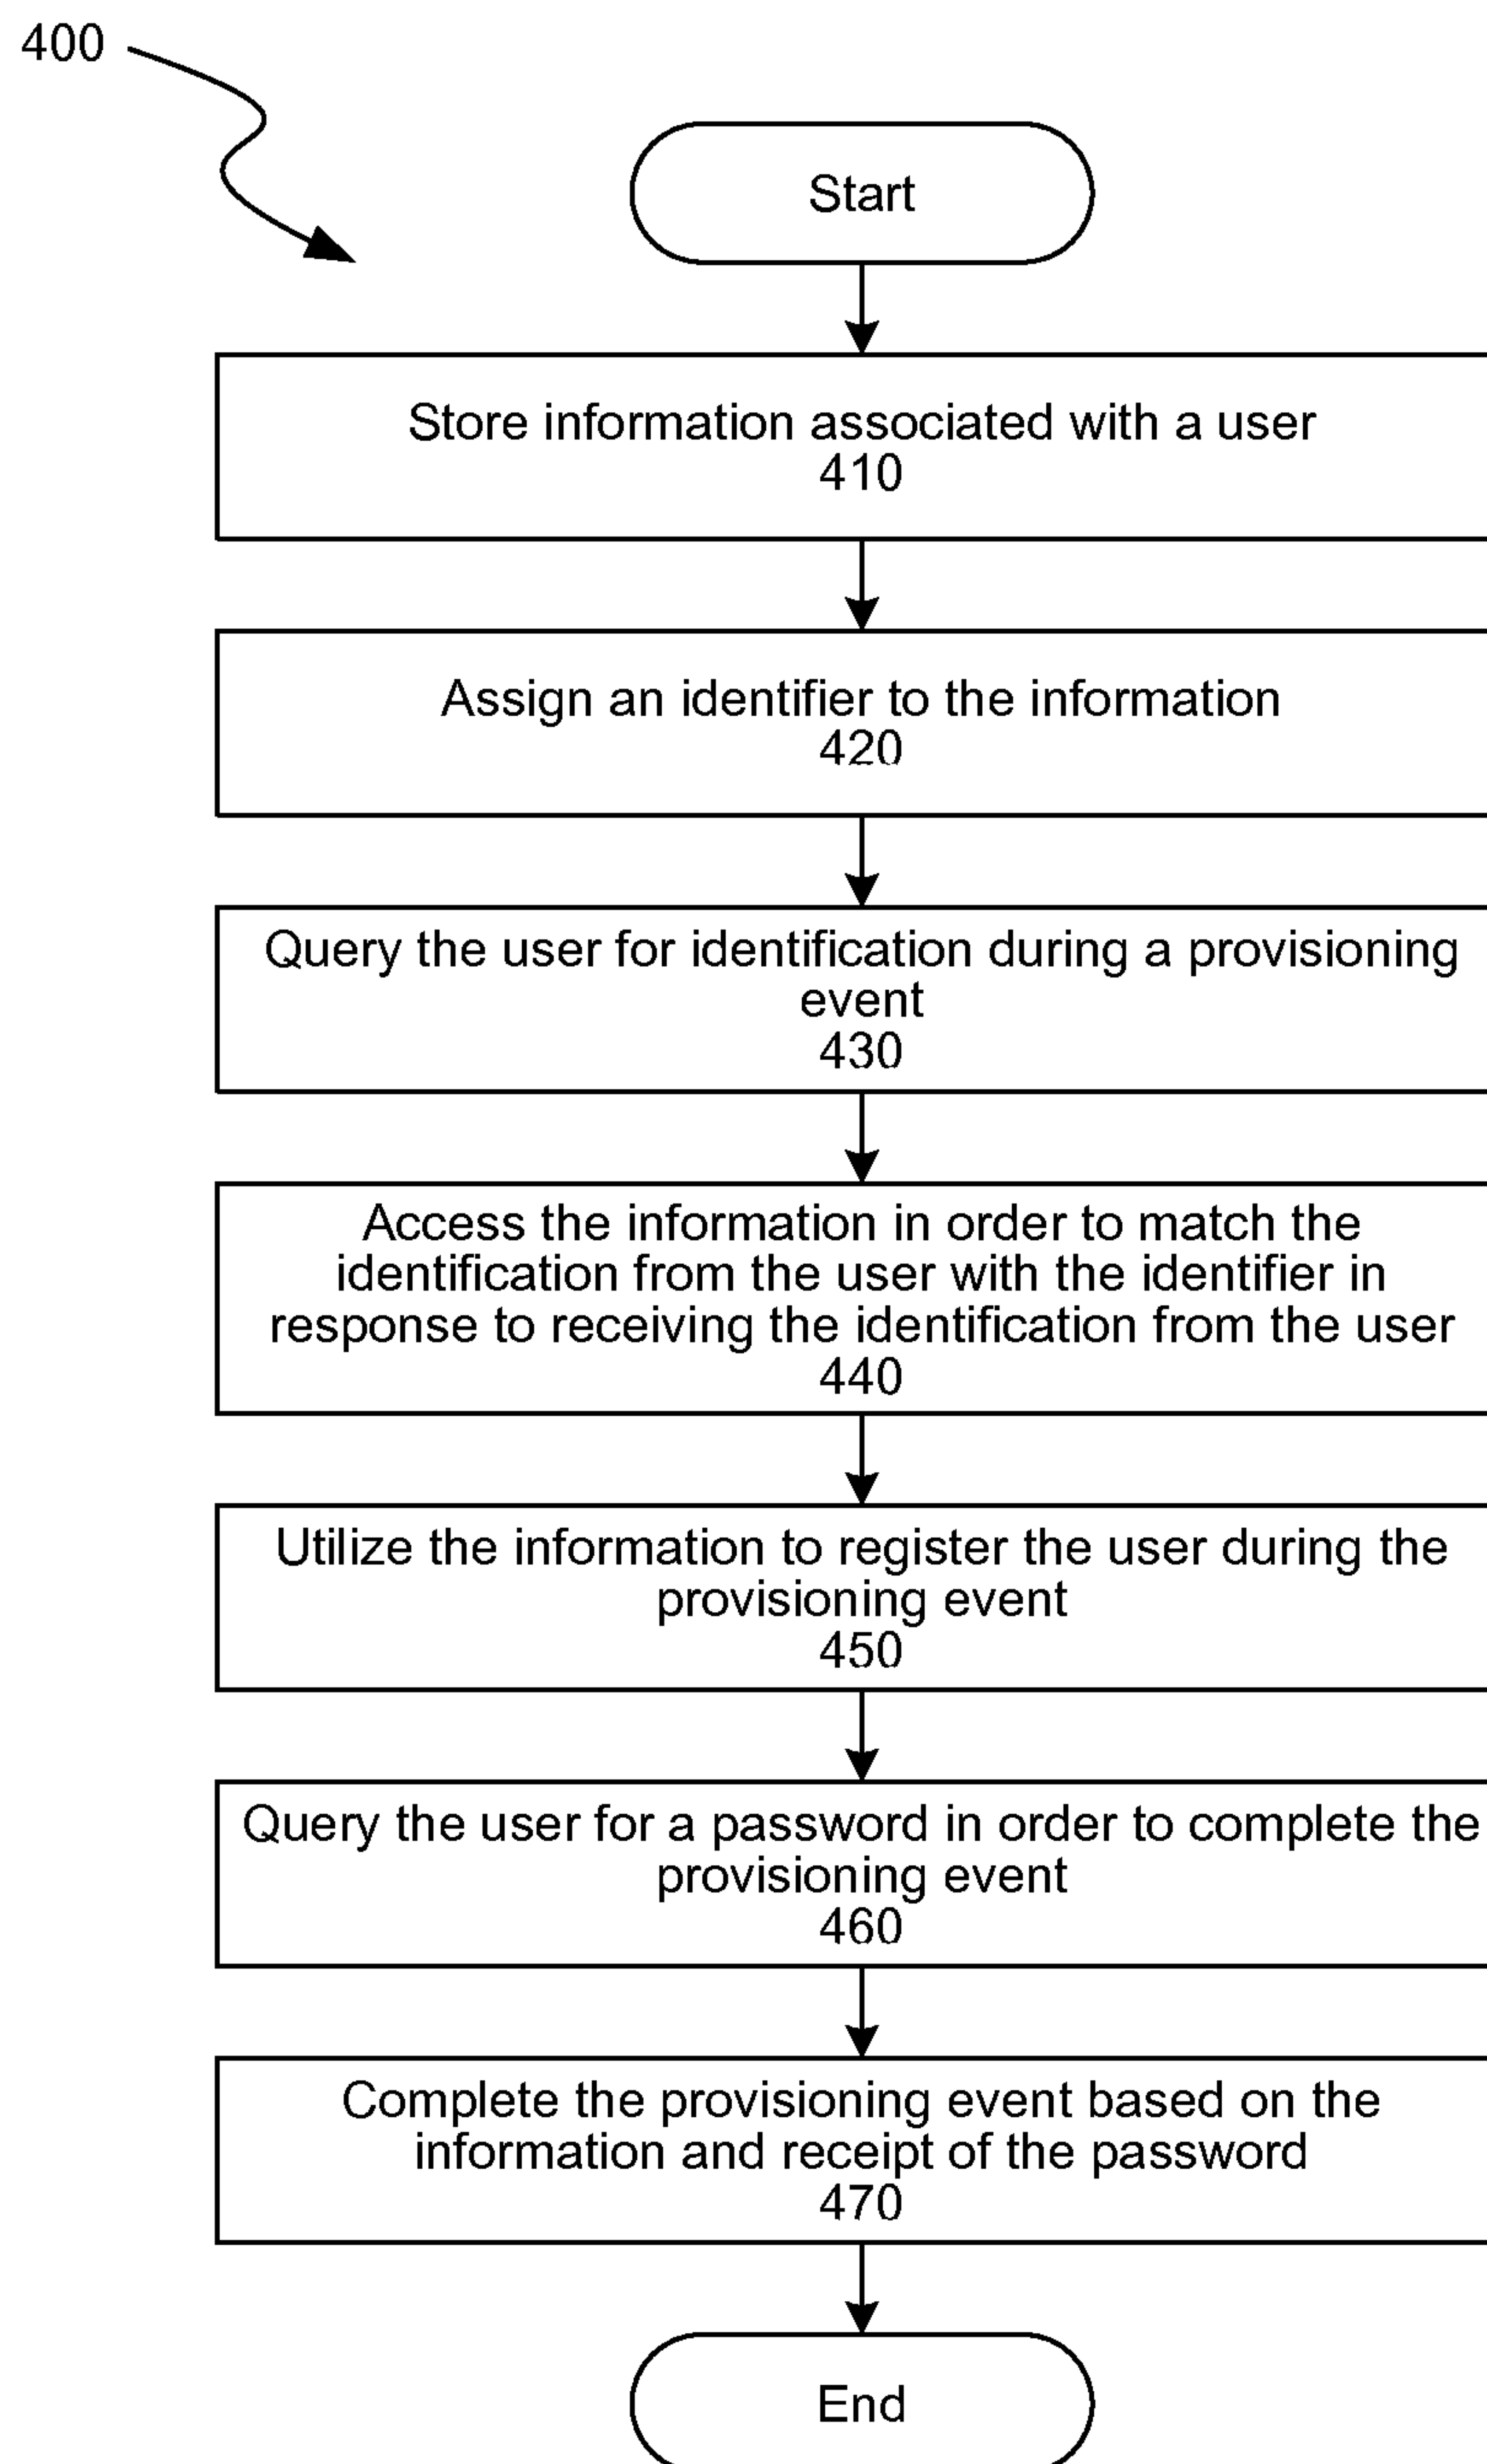 400
Start
Store information associated with a user
410
Assign an identifier to the information
420
Query the user for identification during a provisioning
event
430
Access the information in order to match the
identification from the user with the identifier in
response to receiving the identification from the user
440
Utilize the information to register the user during the
provisioning event
450
Query the user for a password in order to complete the
provisioning event
460
Complete the provisioning event based on the
information and receipt of the password
470
End